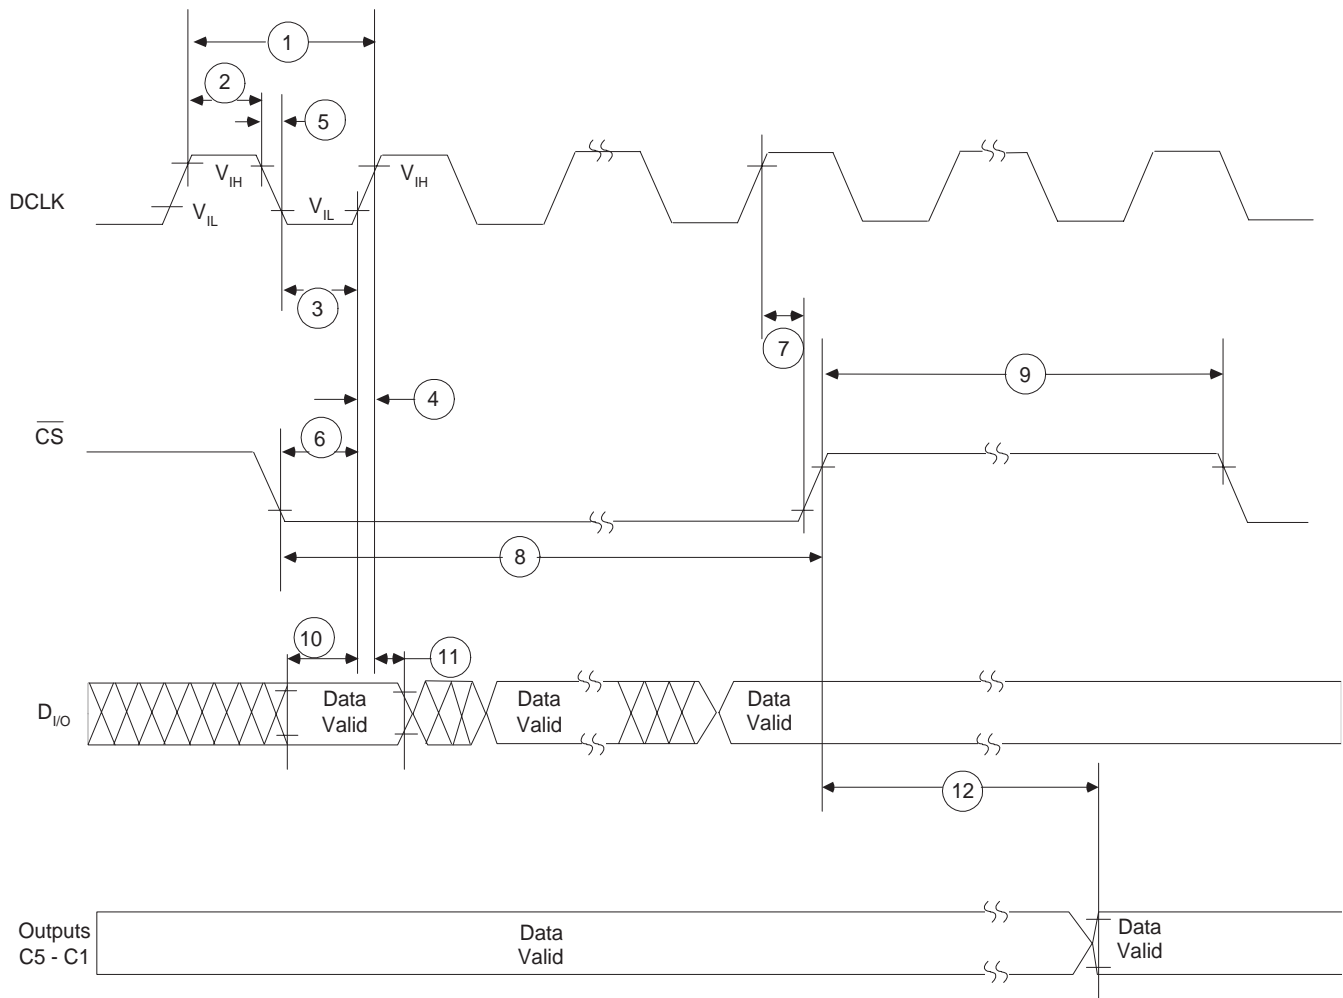 1
2
5
V_IH
V_IH
DCLK
V_IL
V_IL
3
7
9
4
CS
6
8
10
11
D_I/O
Data
Valid
Data
Valid
Data
Valid
12
Outputs
C5 - C1
Data
Valid
Data
Valid